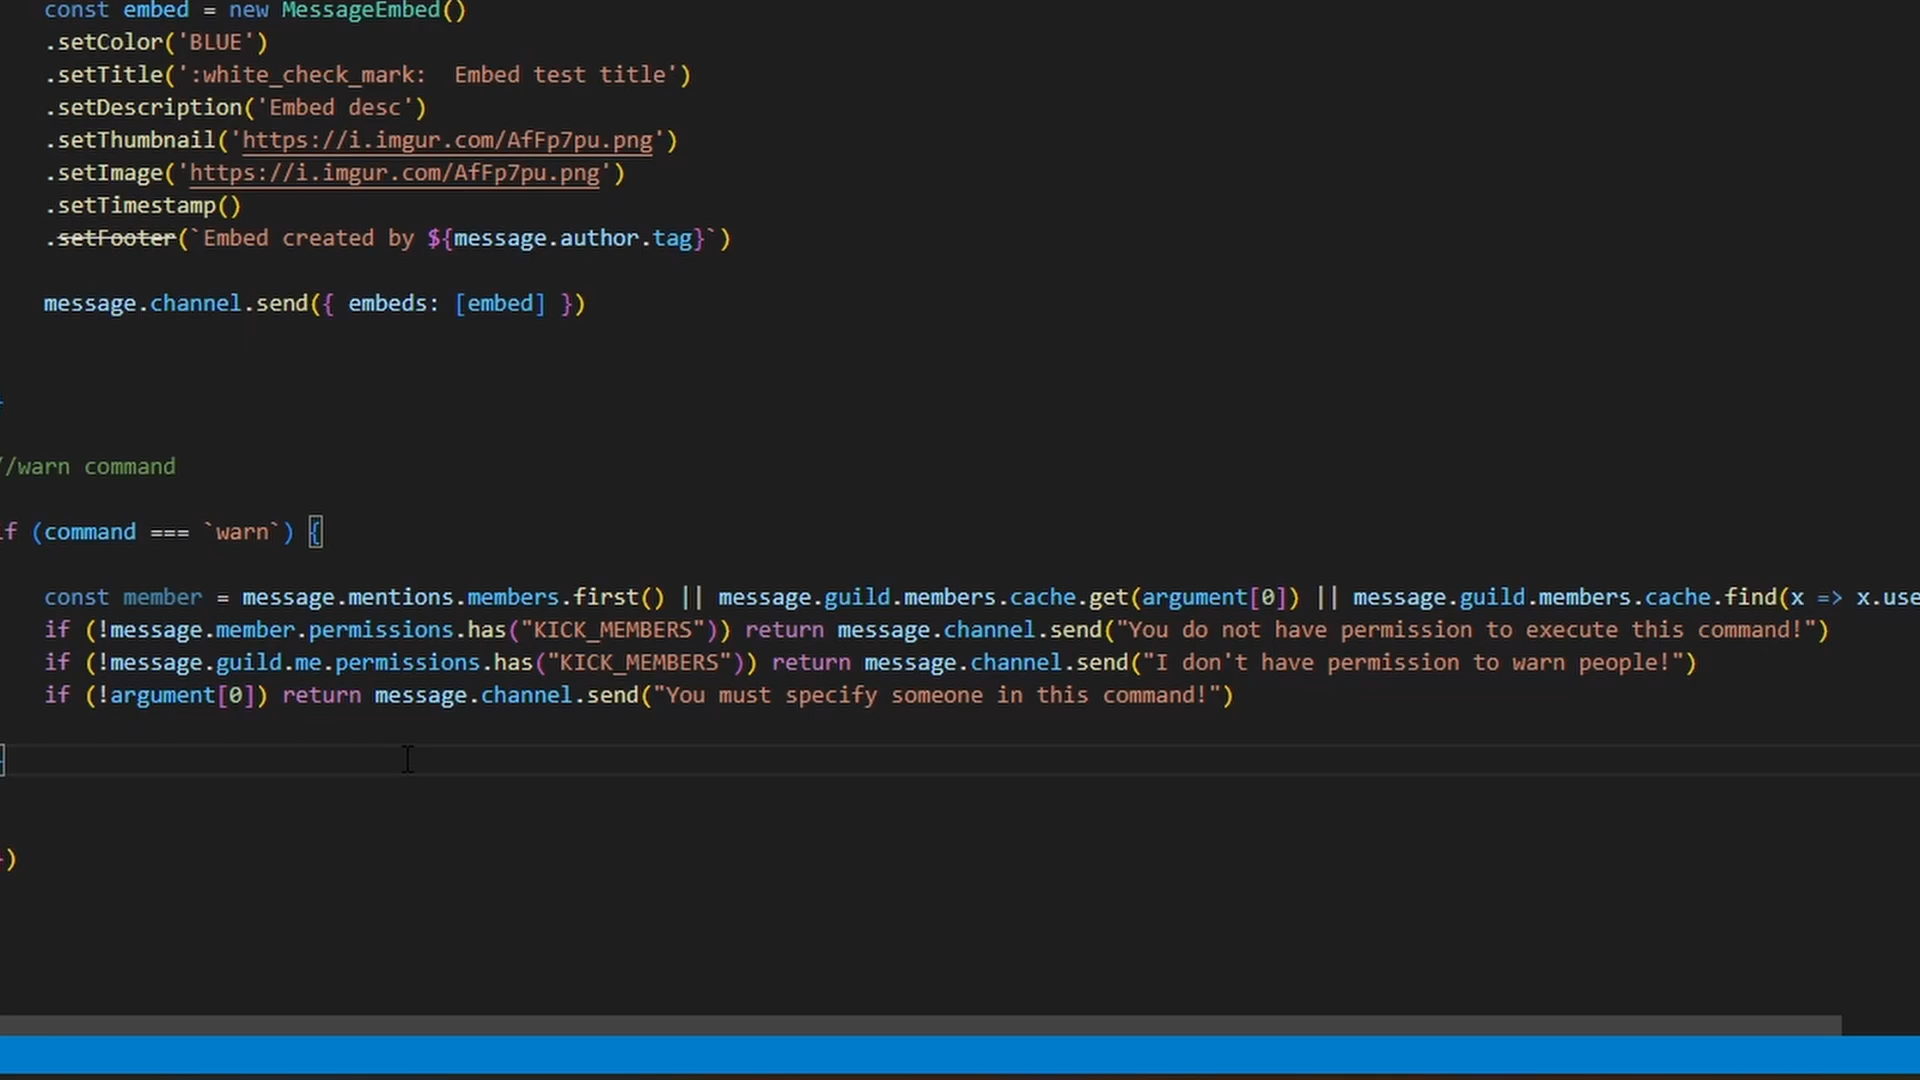 const embed = new MessageEmbed()
.setColor('BLUE')
.setTitle(':white_check_mark:  Embed test title')
.setDescription('Embed desc')
.setThumbnail('https://i.imgur.com/AfFp7pu.png')
.setImage('https://i.imgur.com/AfFp7pu.png')
.setTimestamp()
.setFooter(`Embed created by ${message.author.tag}`)
message.channel.send({ embeds: [embed] })
}
//warn command
if (command === `warn`) {
const member = message.mentions.members.first() || message.guild.members.cache.get(argument[0]) || message.guild.members.cache.find(x => x.use
if (!message.member.permissions.has("KICK_MEMBERS")) return message.channel.send("You do not have permission to execute this command!")
if (!message.guild.me.permissions.has("KICK_MEMBERS")) return message.channel.send("I don't have permission to warn people!")
if (!argument[0]) return message.channel.send("You must specify someone in this command!")
}
})